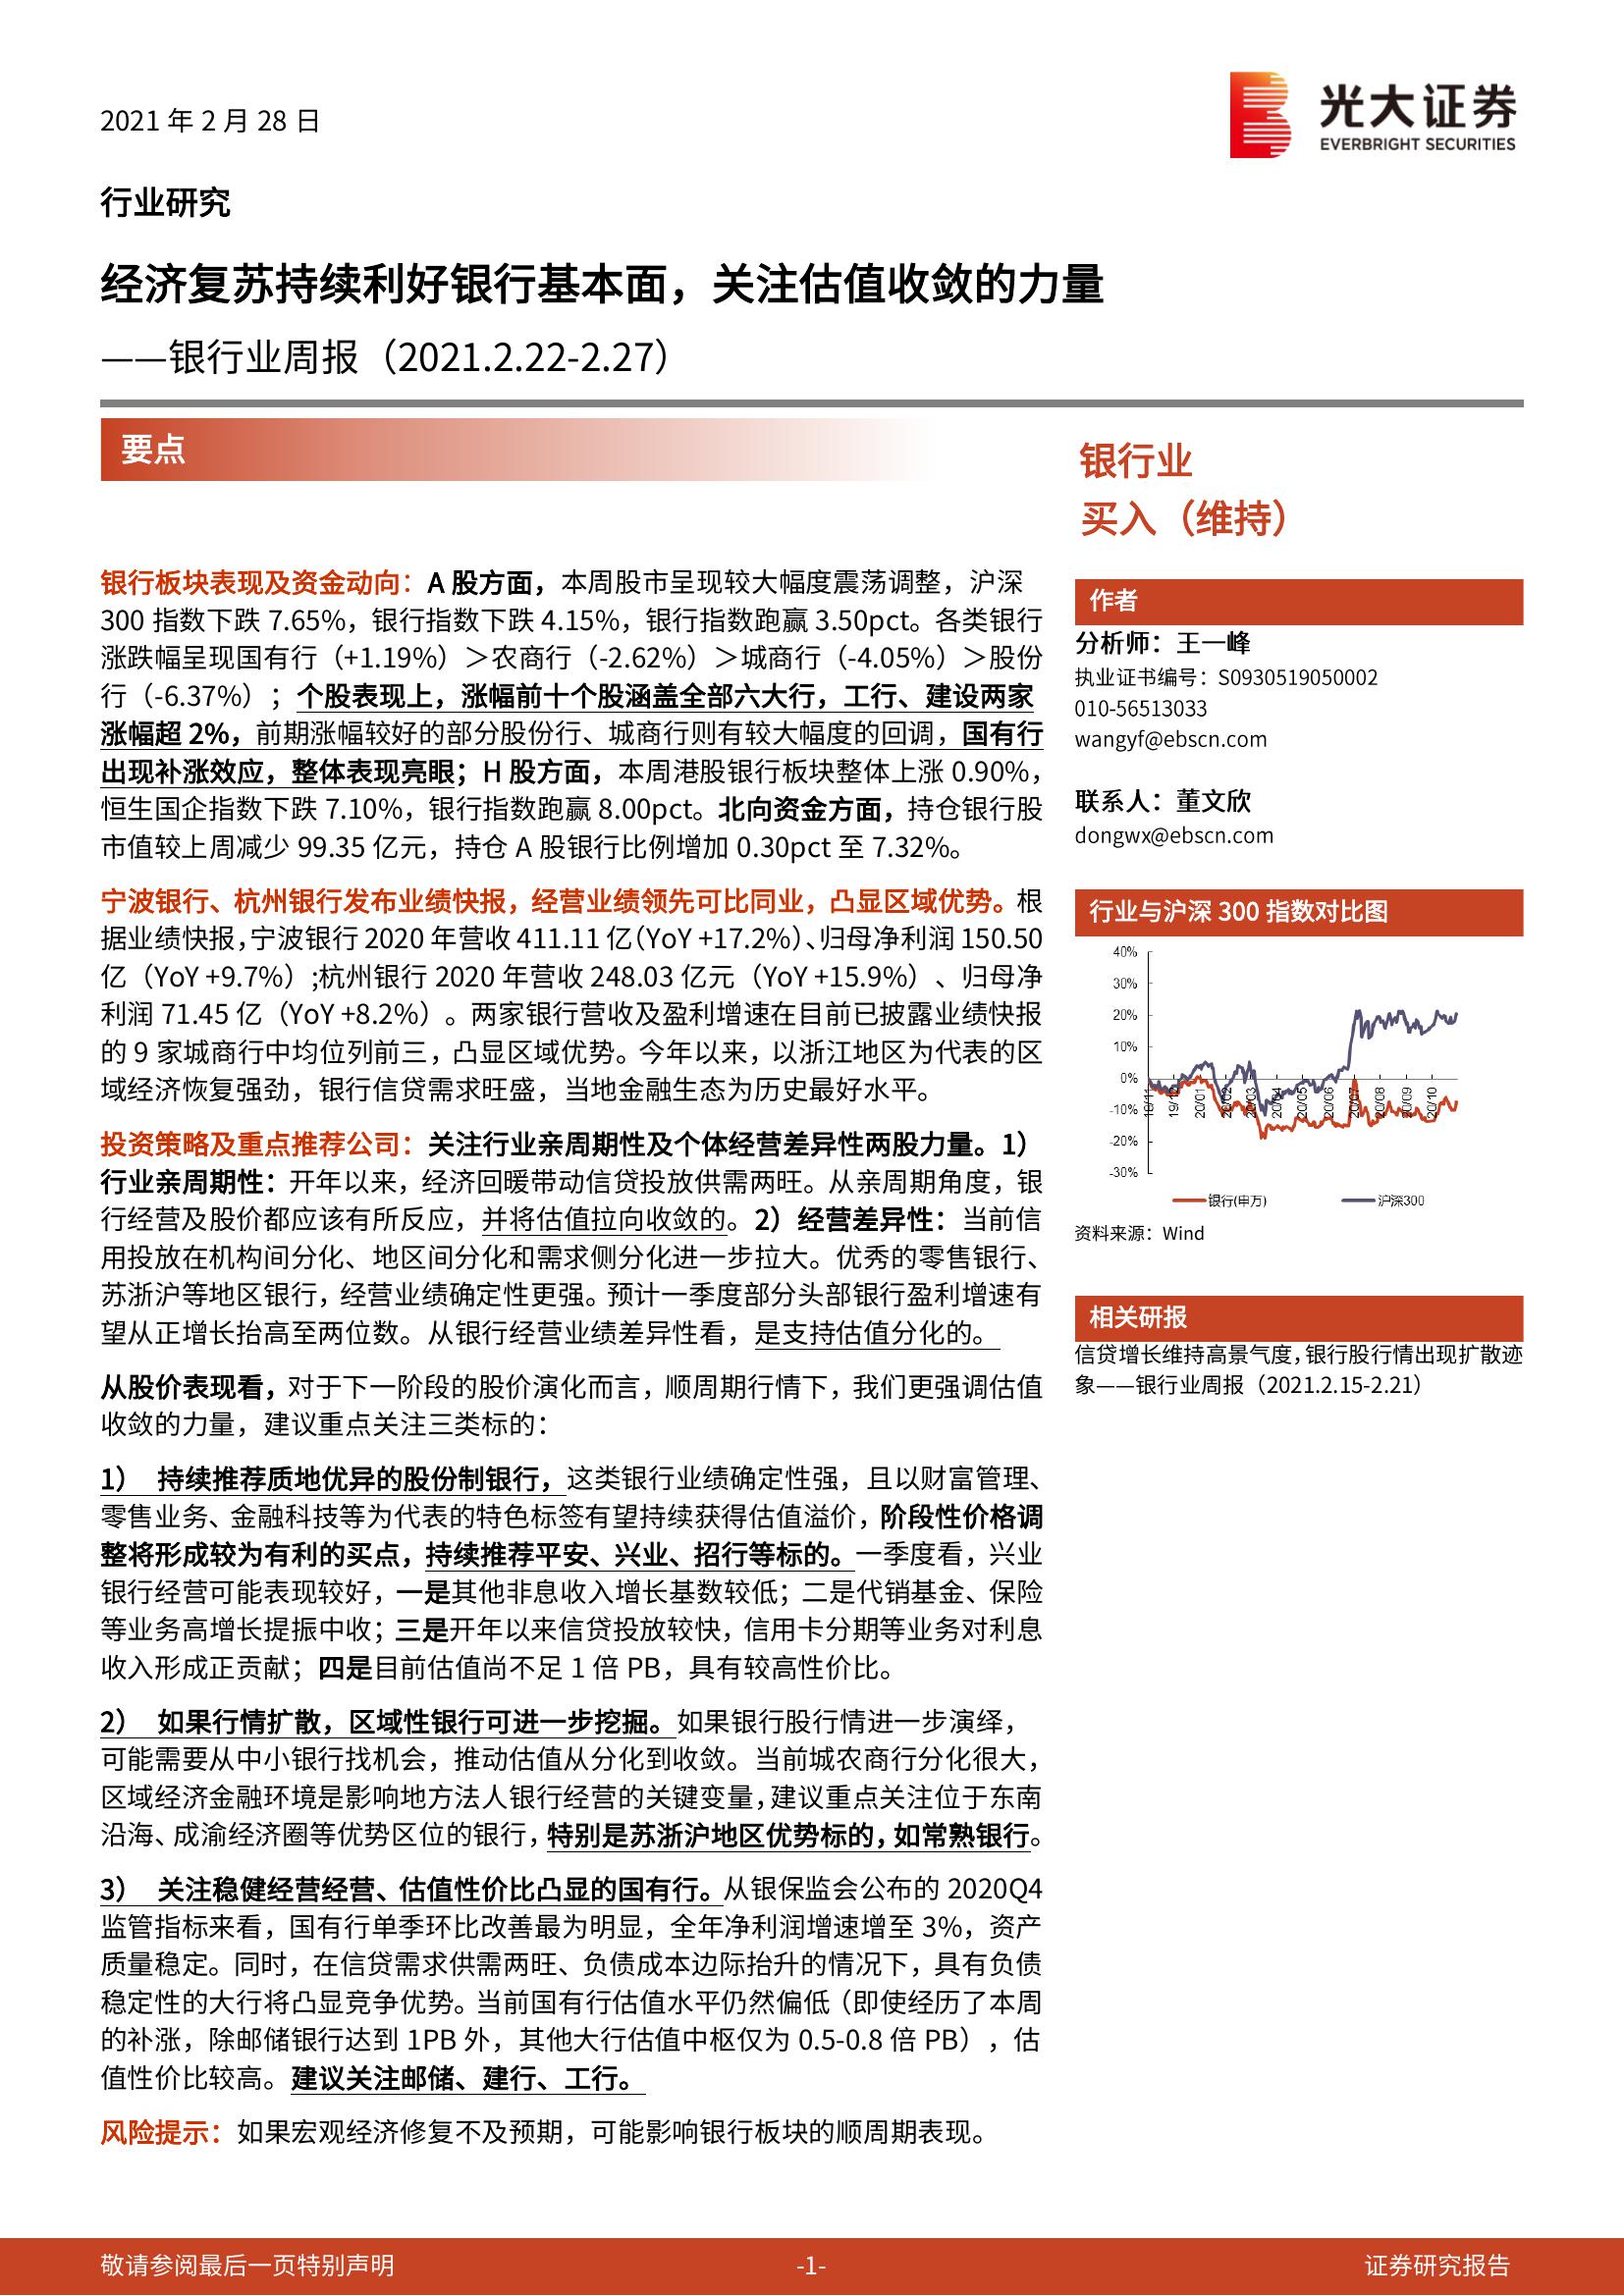 2021 年 2 月 28 日
光大证券
EVERBRIGHT SECURITIES
行业研究
经济复苏持续利好银行基本面，关注估值收敛的力量
——银行业周报（2021.2.22-2.27）
要点
银行板块表现及资金动向：A 股方面，本周股市呈现较大幅度震荡调整，沪深
300 指数下跌 7.65%，银行指数下跌 4.15%，银行指数跑赢 3.50pct。各类银行
涨跌幅呈现国有行（+1.19%）＞农商行（-2.62%）＞城商行（-4.05%）＞股份
行（-6.37%）；个股表现上，涨幅前十个股涵盖全部六大行，工行、建设两家
涨幅超 2%，前期涨幅较好的部分股份行、城商行则有较大幅度的回调，国有行
出现补涨效应，整体表现亮眼；H 股方面，本周港股银行板块整体上涨 0.90%，
恒生国企指数下跌 7.10%，银行指数跑赢 8.00pct。北向资金方面，持仓银行股
市值较上周减少 99.35 亿元，持仓 A 股银行比例增加 0.30pct 至 7.32%。
宁波银行、杭州银行发布业绩快报，经营业绩领先可比同业，凸显区域优势。根
据业绩快报，宁波银行 2020 年营收 411.11 亿（YoY +17.2%）、归母净利润 150.50
亿（YoY +9.7%）;杭州银行 2020 年营收 248.03 亿元（YoY +15.9%）、归母净
利润 71.45 亿（YoY +8.2%）。两家银行营收及盈利增速在目前已披露业绩快报
的 9 家城商行中均位列前三，凸显区域优势。今年以来，以浙江地区为代表的区
域经济恢复强劲，银行信贷需求旺盛，当地金融生态为历史最好水平。
投资策略及重点推荐公司：关注行业亲周期性及个体经营差异性两股力量。1）
行业亲周期性：开年以来，经济回暖带动信贷投放供需两旺。从亲周期角度，银
行经营及股价都应该有所反应，并将估值拉向收敛的。2）经营差异性：当前信
用投放在机构间分化、地区间分化和需求侧分化进一步拉大。优秀的零售银行、
苏浙沪等地区银行，经营业绩确定性更强。预计一季度部分头部银行盈利增速有
望从正增长抬高至两位数。从银行经营业绩差异性看，是支持估值分化的。
从股价表现看，对于下一阶段的股价演化而言，顺周期行情下，我们更强调估值
收敛的力量，建议重点关注三类标的：
1） 持续推荐质地优异的股份制银行，这类银行业绩确定性强，且以财富管理、
零售业务、金融科技等为代表的特色标签有望持续获得估值溢价，阶段性价格调
整将形成较为有利的买点，持续推荐平安、兴业、招行等标的。一季度看，兴业
银行经营可能表现较好，一是其他非息收入增长基数较低；二是代销基金、保险
等业务高增长提振中收；三是开年以来信贷投放较快，信用卡分期等业务对利息
收入形成正贡献；四是目前估值尚不足 1 倍 PB，具有较高性价比。
2） 如果行情扩散，区域性银行可进一步挖掘。如果银行股行情进一步演绎，
可能需要从中小银行找机会，推动估值从分化到收敛。当前城农商行分化很大，
区域经济金融环境是影响地方法人银行经营的关键变量，建议重点关注位于东南
沿海、成渝经济圈等优势区位的银行，特别是苏浙沪地区优势标的，如常熟银行。
3） 关注稳健经营经营、估值性价比凸显的国有行。从银保监会公布的 2020Q4
监管指标来看，国有行单季环比改善最为明显，全年净利润增速增至 3%，资产
质量稳定。同时，在信贷需求供需两旺、负债成本边际抬升的情况下，具有负债
稳定性的大行将凸显竞争优势。当前国有行估值水平仍然偏低（即使经历了本周
的补涨，除邮储银行达到 1PB 外，其他大行估值中枢仅为 0.5-0.8 倍 PB），估
值性价比较高。建议关注邮储、建行、工行。
风险提示：如果宏观经济修复不及预期，可能影响银行板块的顺周期表现。
银行业
买入（维持）
作者
分析师：王一峰
执业证书编号：S0930519050002
010-56513033
wangyf@ebscn.com
联系人：董文欣
dongwx@ebscn.com
行业与沪深 300 指数对比图
40%
30%
20%
10%
0%
-10%
-20%
-30%
19/11 19/12 20/01 20/02 20/03 20/04 20/05 20/06 20/07 20/08 20/09 20/10
银行(申万) 沪深300
资料来源：Wind
相关研报
信贷增长维持高景气度，银行股行情出现扩散迹
象——银行业周报（2021.2.15-2.21）
敬请参阅最后一页特别声明 -1- 证券研究报告